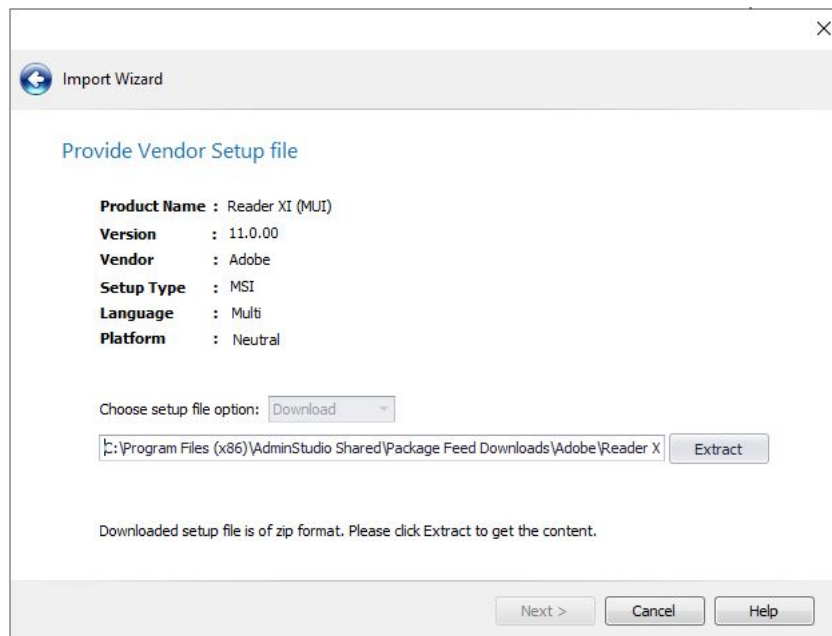 Import Wizard
Provide Vendor Setup file
Product Name : Reader XI (MUI)
Version : 11.0.00
Vendor : Adobe
Setup Type : MSI
Language : Multi
Platform : Neutral
Choose setup file option: Download
C:\Program Files (x86)\AdminStudio Shared\Package Feed Downloads\Adobe\Reader X Extract
Downloaded setup file is of zip format. Please click Extract to get the content.
Next > Cancel Help